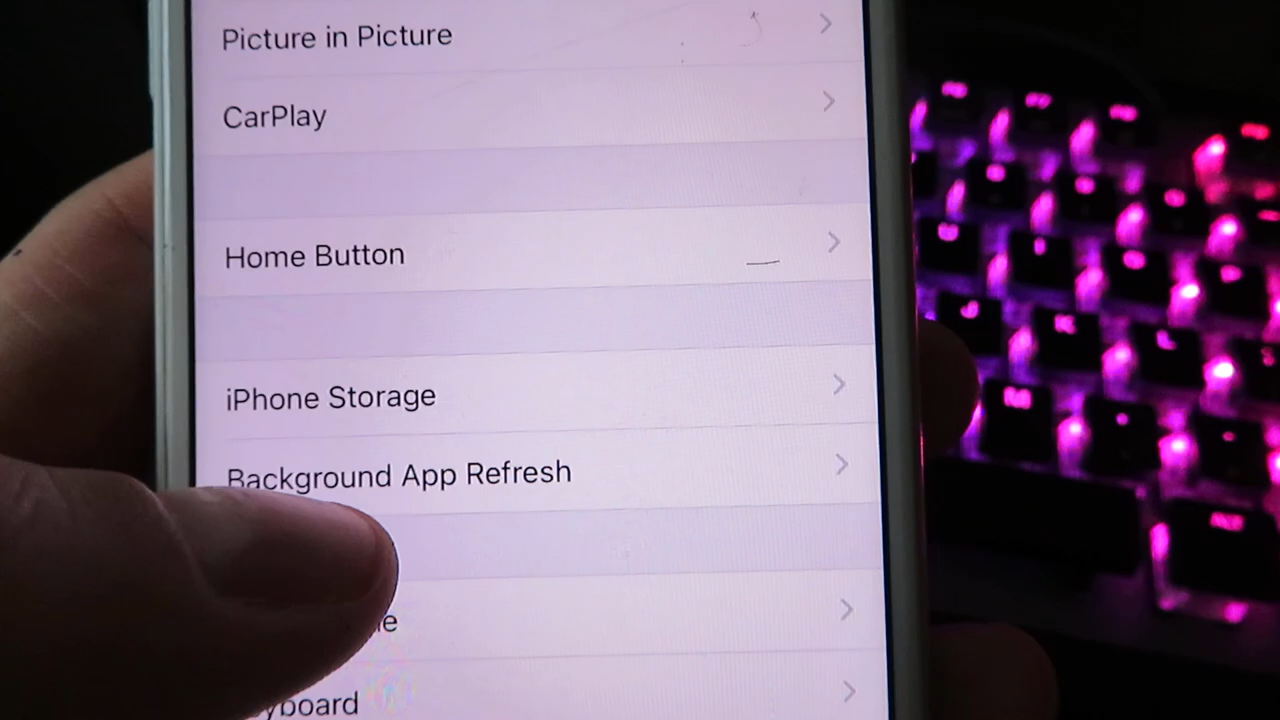 Picture in Picture
CarPlay
Home Button
iPhone Storage
Background App Refresh